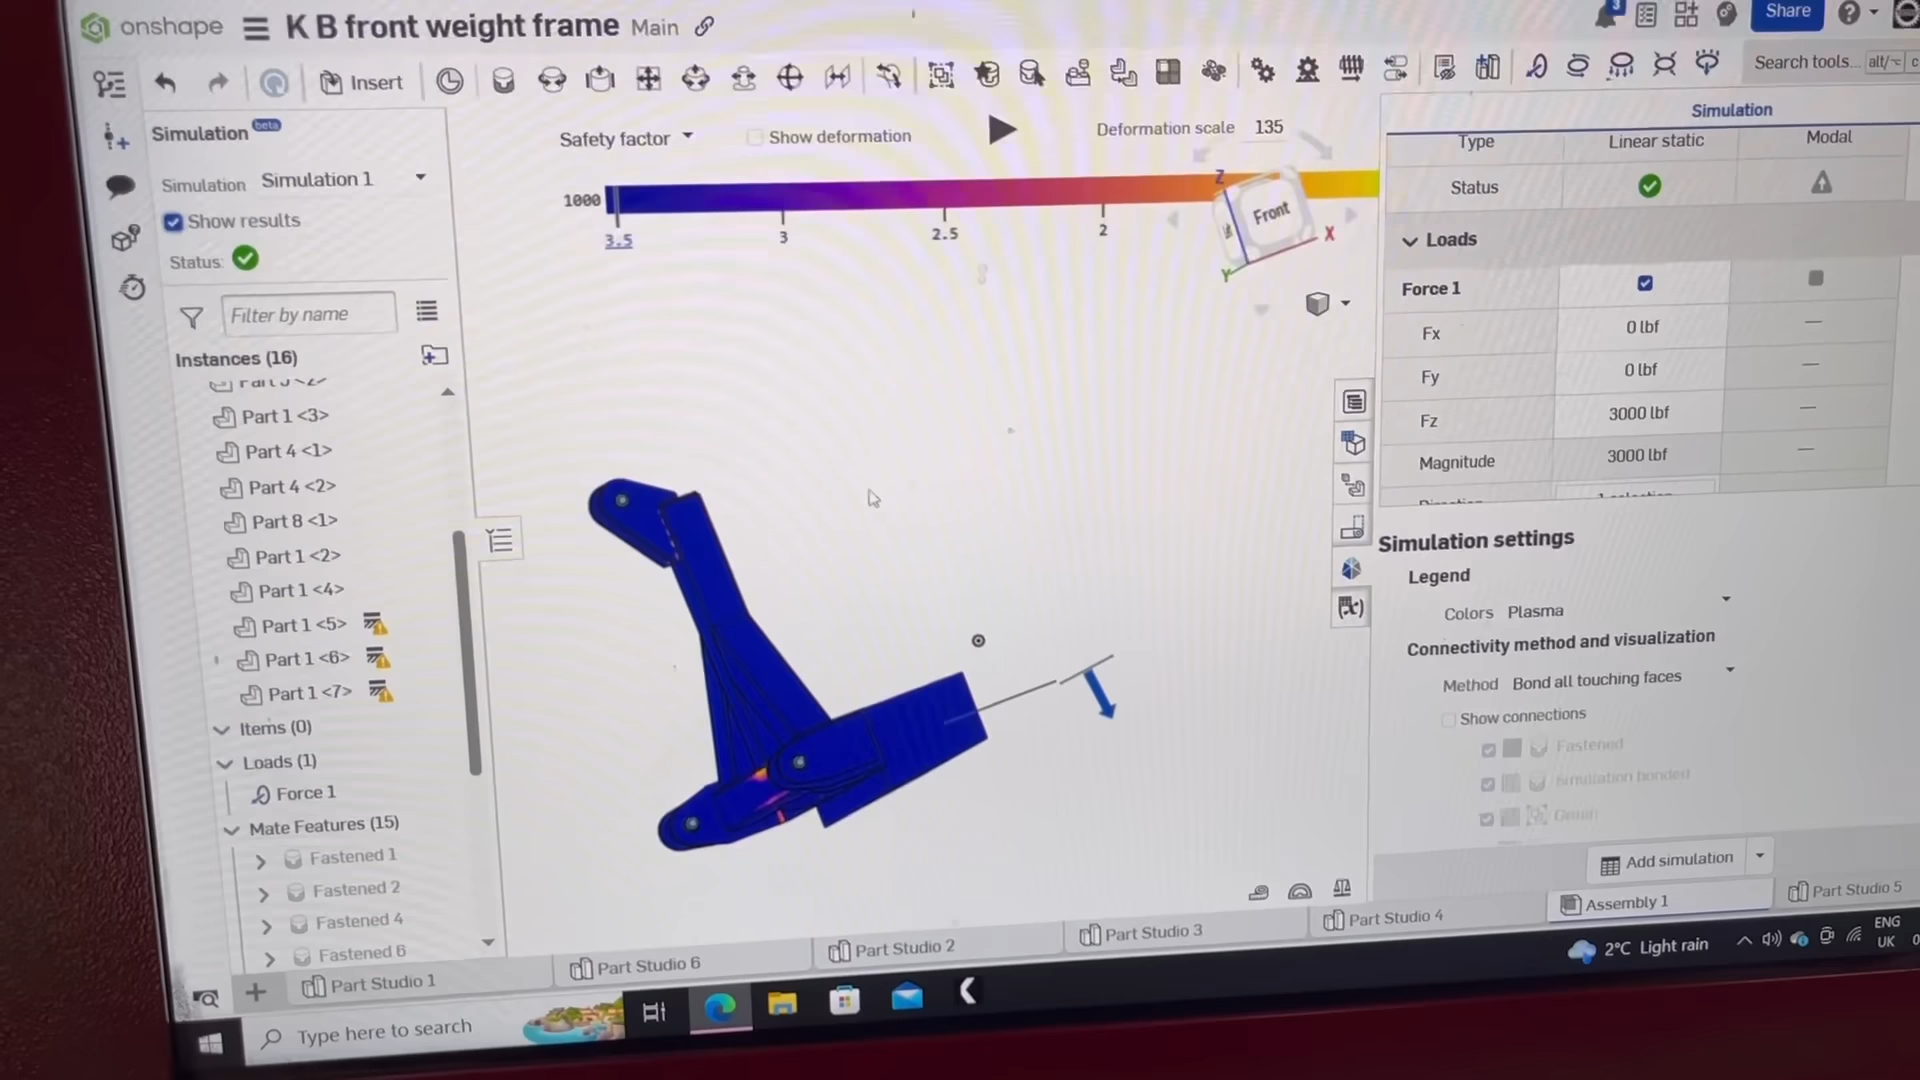 onshape K B front weight frame Main
3
Share
Insert
Search tools... alt/⌥ c
Simulation beta
Simulation Simulation 1
Show results
Status:
Filter by name
Instances (16)
Part 1 <3>
Part 4 <1>
Part 4 <2>
Part 8 <1>
Part 1 <2>
Part 1 <4>
Part 1 <5>
Part 1 <6>
Part 1 <7>
Items (0)
Loads (1)
Force 1
Mate Features (15)
Fastened 1
Fastened 2
Fastened 4
Fastened 6
Safety factor Show deformation Deformation scale 135
1000
3.5 3 2.5 2
Z
Front
X
Y
Simulation
Type Linear static Modal
Status
Loads
Force 1
Fx 0 lbf —
Fy 0 lbf —
Fz 3000 lbf —
Magnitude 3000 lbf —
Simulation settings
Legend
Colors Plasma
Connectivity method and visualization
Method Bond all touching faces
Show connections
Fastened
Simulation bonded
Group
Add simulation
Part Studio 1 Part Studio 6 Part Studio 2 Part Studio 3 Part Studio 4 Assembly 1 Part Studio 5
Type here to search
2°C Light rain
ENG
UK